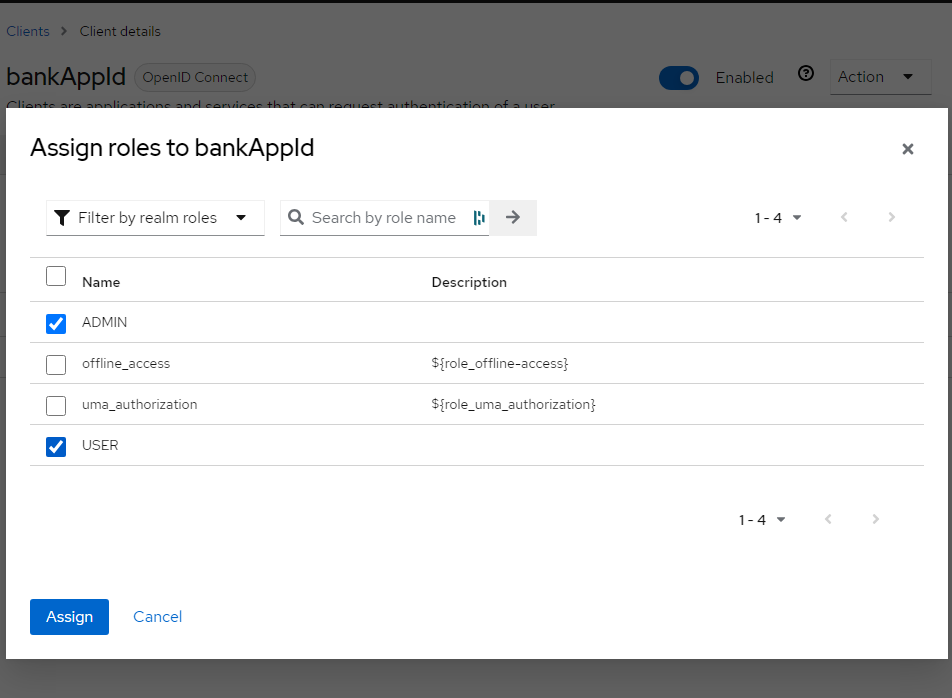 Clients > Client details
bankAppId OpenID Connect Enabled Action
Clients are applications and services that can request authentication of a user.
Assign roles to bankAppId
Filter by realm roles Search by role name 1 - 4
Name Description
ADMIN
offline_access ${role_offline-access}
uma_authorization ${role_uma_authorization}
USER
1 - 4
Assign Cancel